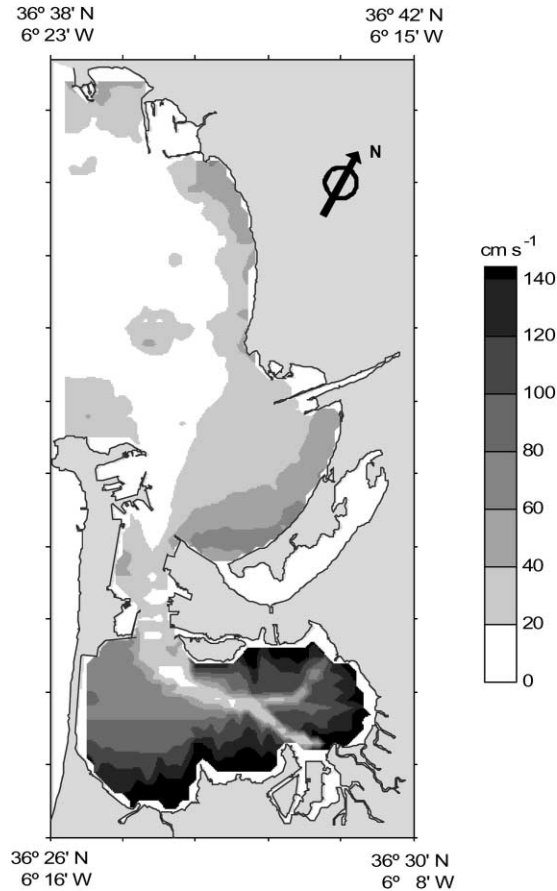 36º 38' N
6º 23' W
36º 42' N
6º 15' W
N
cm s-1
140
120
100
80
60
40
20
0
36º 26' N
6º 16' W
36º 30' N
6º 8' W